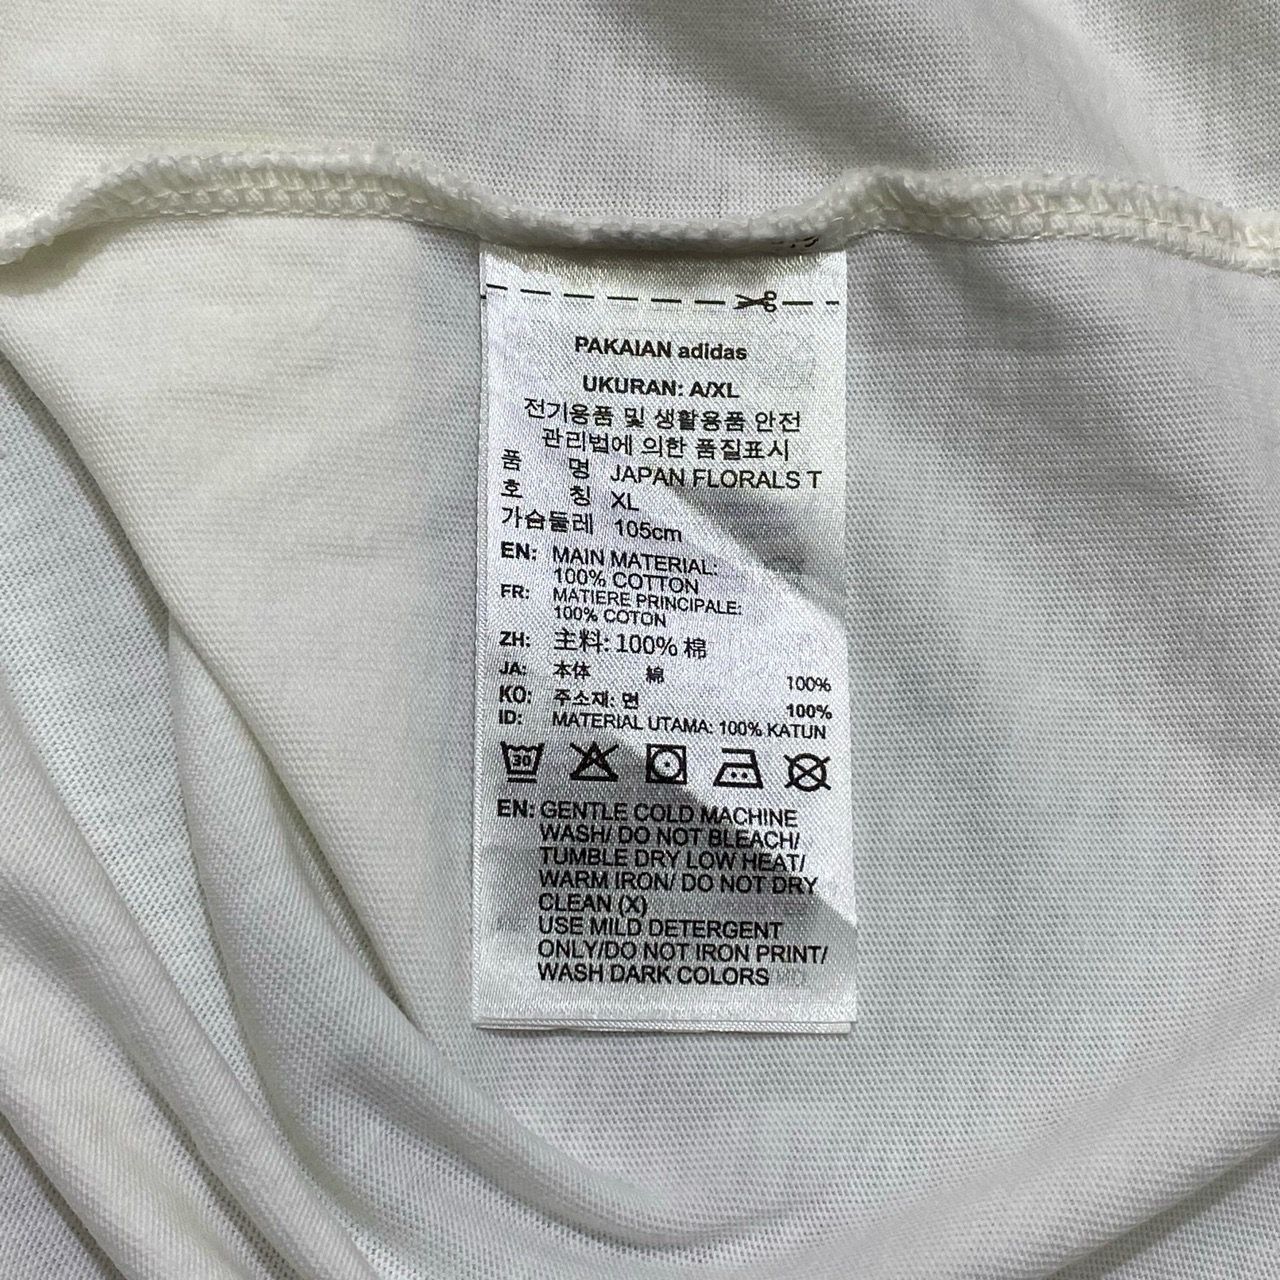 PAKAIAN adidas
UKURAN: A/XL
전기용품 및 생활용품 안전
관리법에 의한 품질표시
품 명 JAPAN FLORALS T
호 칭 XL
가슴둘레 105cm
EN: MAIN MATERIAL:
100% COTTON
FR: MATIERE PRINCIPALE:
100% COTON
ZH: 主料: 100% 棉
JA: 本体 綿 100%
KO: 주소재: 면 100%
ID: MATERIAL UTAMA: 100% KATUN
30
EN: GENTLE COLD MACHINE
WASH/ DO NOT BLEACH/
TUMBLE DRY LOW HEAT/
WARM IRON/ DO NOT DRY
CLEAN (X)
USE MILD DETERGENT
ONLY/DO NOT IRON PRINT/
WASH DARK COLORS